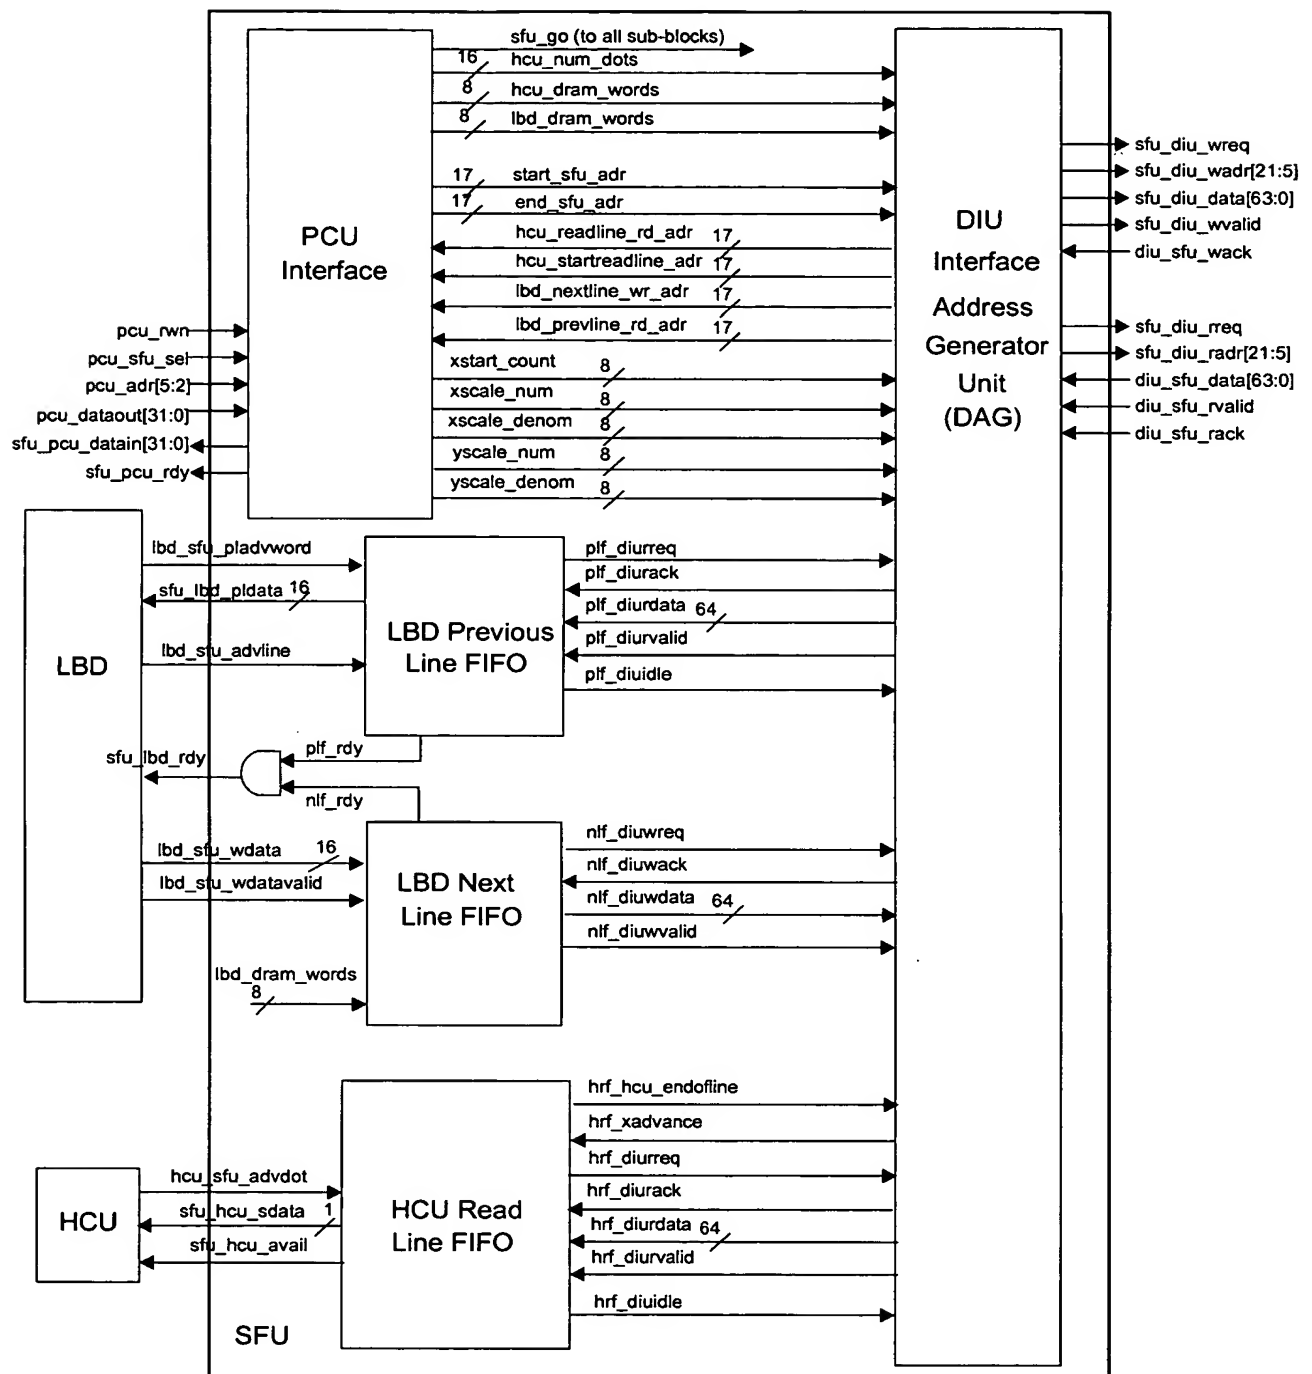 sfu_go (to all sub-blocks)
16 hcu_num_dots
8 hcu_dram_words
8 lbd_dram_words
17 start_sfu_adr
17 end_sfu_adr
hcu_readline_rd_adr 17
hcu_startreadline_adr 17
lbd_nextline_wr_adr 17
lbd_prevline_rd_adr 17
xstart_count 8
xscale_num 8
xscale_denom 8
yscale_num 8
yscale_denom 8
PCU
Interface
pcu_rwn
pcu_sfu_sel
pcu_adr[5:2]
pcu_dataout[31:0]
sfu_pcu_datain[31:0]
sfu_pcu_rdy
DIU
Interface
Address
Generator
Unit
(DAG)
sfu_diu_wreq
sfu_diu_wadr[21:5]
sfu_diu_data[63:0]
sfu_diu_wvalid
diu_sfu_wack
sfu_diu_rreq
sfu_diu_radr[21:5]
diu_sfu_data[63:0]
diu_sfu_rvalid
diu_sfu_rack
LBD
lbd_sfu_pladvword
sfu_lbd_pldata 16
lbd_sfu_advline
LBD Previous
Line FIFO
plf_diurreq
plf_diurack
plf_diurdata 64
plf_diurvalid
plf_diuidle
sfu_lbd_rdy
plf_rdy
nlf_rdy
lbd_sfu_wdata 16
lbd_sfu_wdatavalid
lbd_dram_words
8
LBD Next
Line FIFO
nlf_diuwreq
nlf_diuwack
nlf_diuwdata 64
nlf_diuwvalid
HCU
hcu_sfu_advdot
sfu_hcu_sdata 1
sfu_hcu_avail
HCU Read
Line FIFO
hrf_hcu_endofline
hrf_xadvance
hrf_diurreq
hrf_diurack
hrf_diurdata 64
hrf_diurvalid
hrf_diuidle
SFU